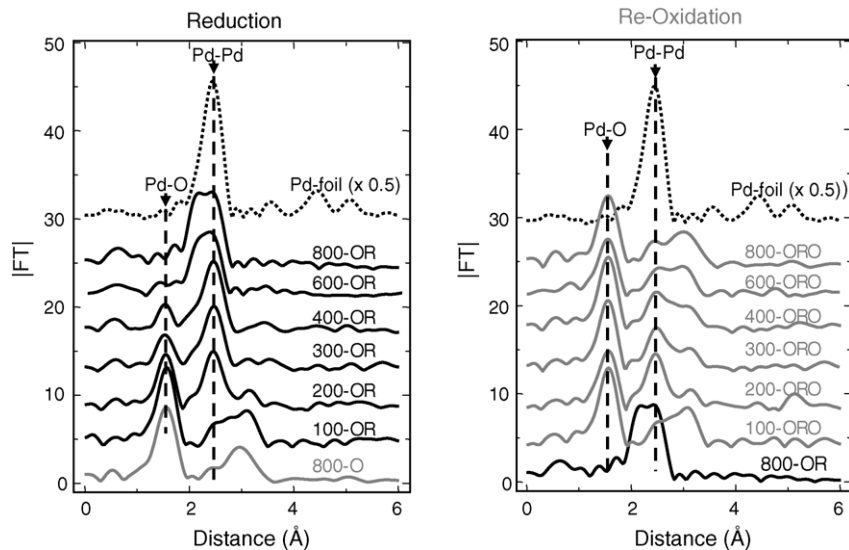 Reduction
Pd-Pd
Pd-O
Pd-foil (x 0.5)
800-OR
600-OR
400-OR
300-OR
200-OR
100-OR
800-O
|FT|
50
40
30
20
10
0
0
2
4
6
Distance (Å)
Re-Oxidation
Pd-Pd
Pd-O
Pd-foil (x 0.5))
800-ORO
600-ORO
400-ORO
300-ORO
200-ORO
100-ORO
800-OR
|FT|
50
40
30
20
10
0
0
2
4
6
Distance (Å)